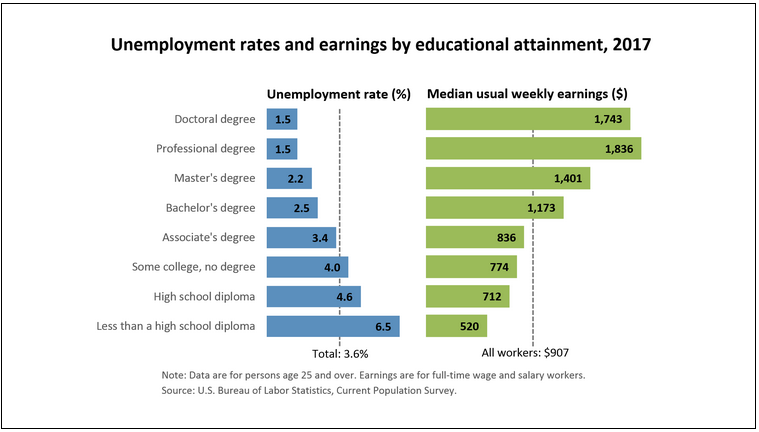 Unemployment rates and earnings by educational attainment, 2017
Unemployment rate (%) Median usual weekly earnings ($)
Doctoral degree 1.5 1,743
Professional degree 1.5 1,836
Master's degree 2.2 1,401
Bachelor's degree 2.5 1,173
Associate's degree 3.4 836
Some college, no degree 4.0 774
High school diploma 4.6 712
Less than a high school diploma 6.5 520
Total: 3.6% All workers: $907
Note: Data are for persons age 25 and over. Earnings are for full-time wage and salary workers.
Source: U.S. Bureau of Labor Statistics, Current Population Survey.